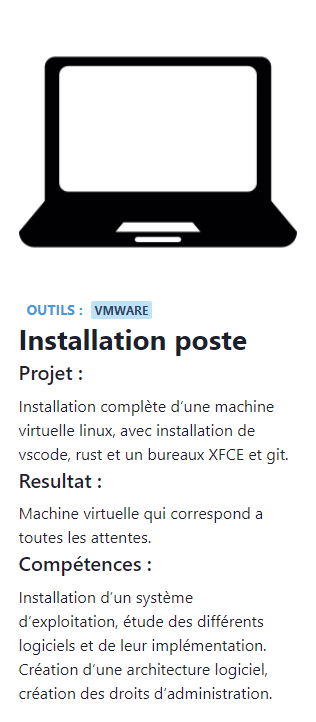 OUTILS : VMWARE
Installation poste
Projet :
Installation complète d'une machine
virtuelle linux, avec installation de
vscode, rust et un bureaux XFCE et git.
Resultat :
Machine virtuelle qui correspond a
toutes les attentes.
Compétences :
Installation d'un système
d'exploitation, étude des différents
logiciels et de leur implémentation.
Création d'une architecture logiciel,
création des droits d'administration.